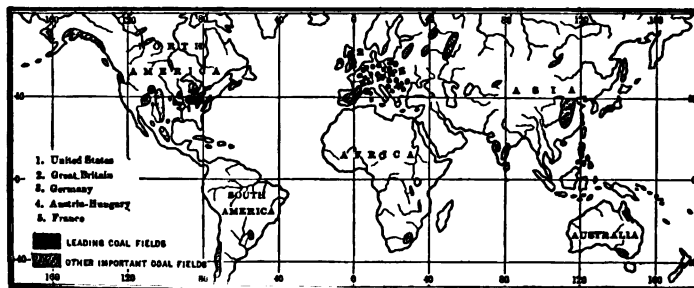 NORTH
AMERICA
ASIA
AFRICA
SOUTH
AMERICA
AUSTRALIA
40
0
40
1. United States
2. Great Britain
3. Germany
4. Austria-Hungary
5. France
LEADING COAL FIELDS
OTHER IMPORTANT COAL FIELDS
160 120 80 40 0 40 80 120 160